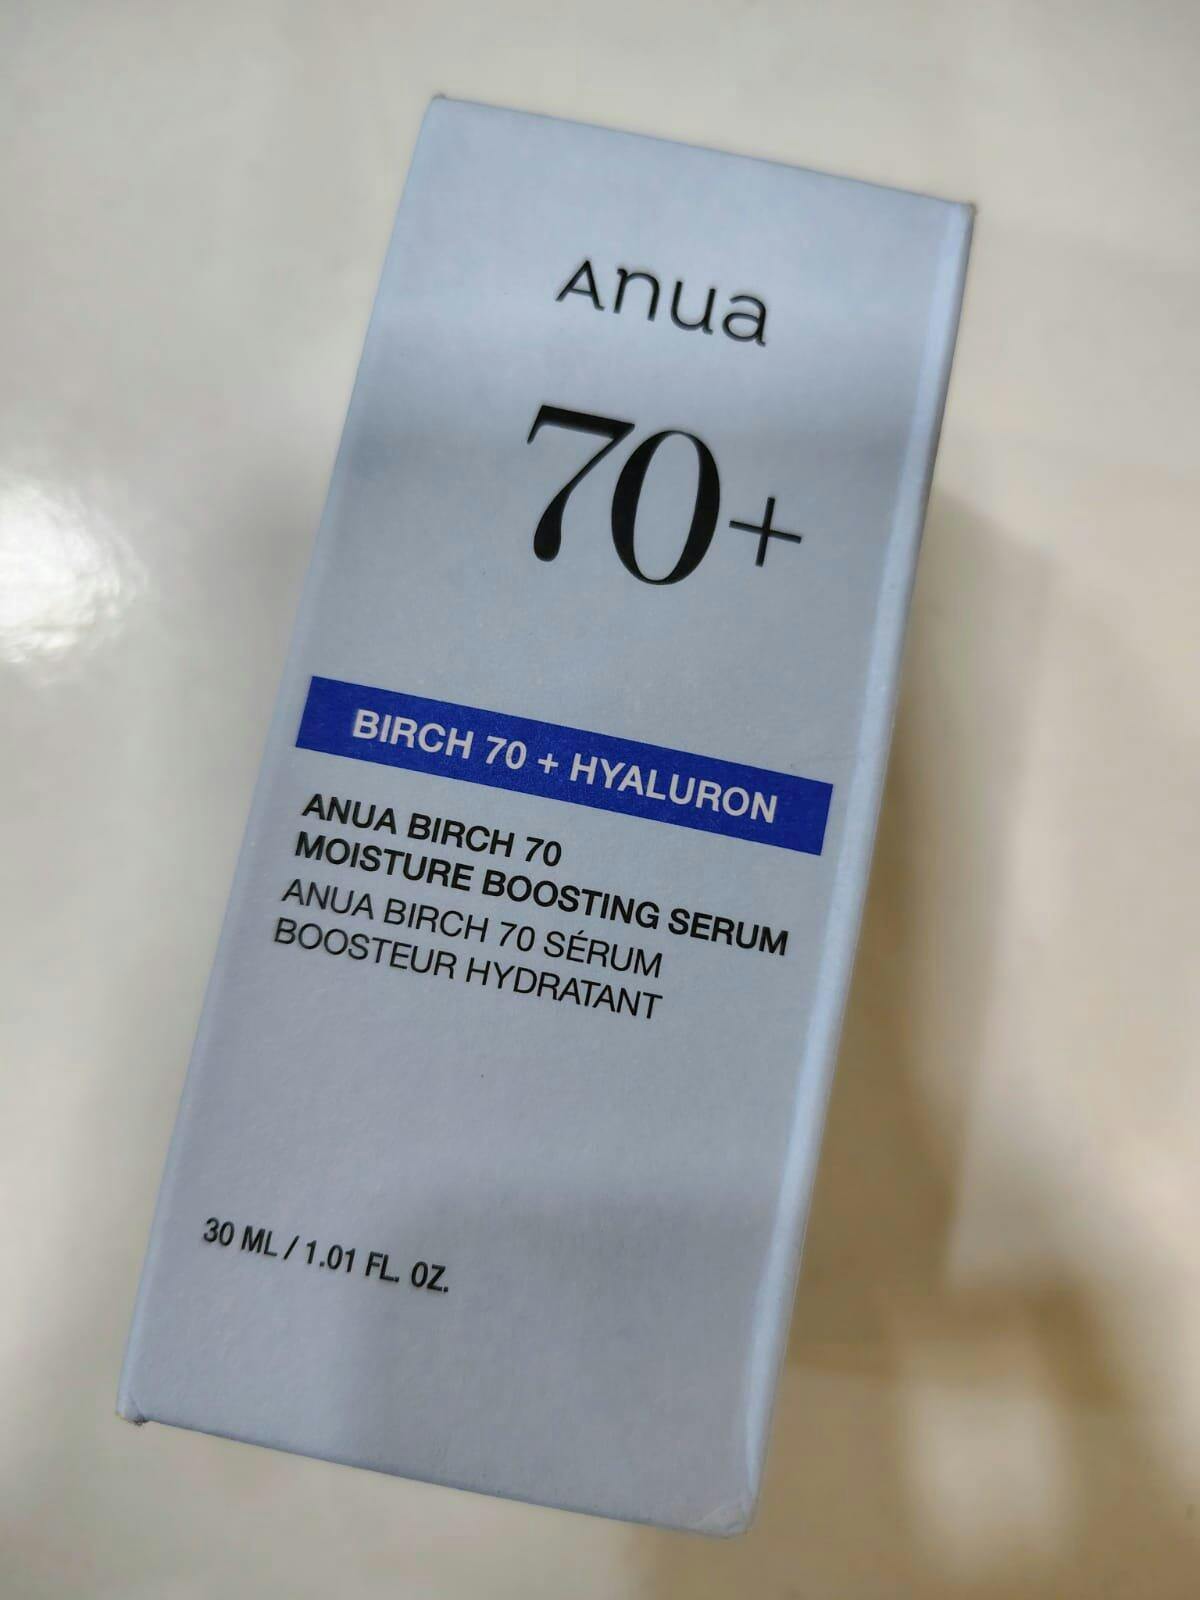 Anua
70+
BIRCH 70 + HYALURON
ANUA BIRCH 70
MOISTURE BOOSTING SERUM
ANUA BIRCH 70 SÉRUM
BOOSTEUR HYDRATANT
30 ML / 1.01 FL. OZ.